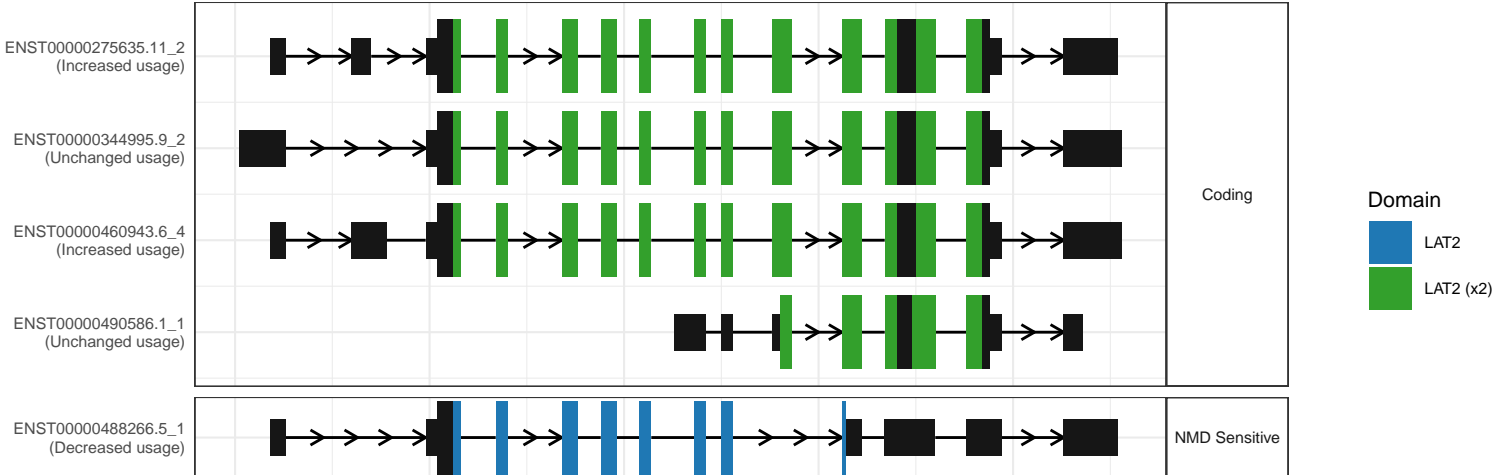 ENST00000275635.11_2
(Increased usage)
ENST00000344995.9_2
(Unchanged usage)
ENST00000460943.6_4
(Increased usage)
ENST00000490586.1_1
(Unchanged usage)
Coding
ENST00000488266.5_1
(Decreased usage)
NMD Sensitive
Domain
LAT2
LAT2 (x2)